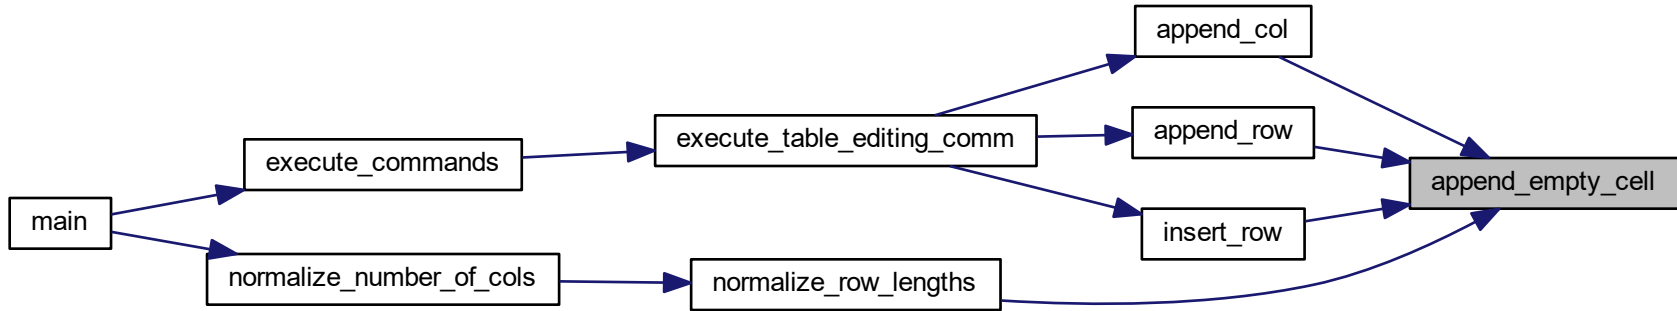 append_col
execute_table_editing_comm
append_row
execute_commands
append_empty_cell
main
insert_row
normalize_number_of_cols
normalize_row_lengths